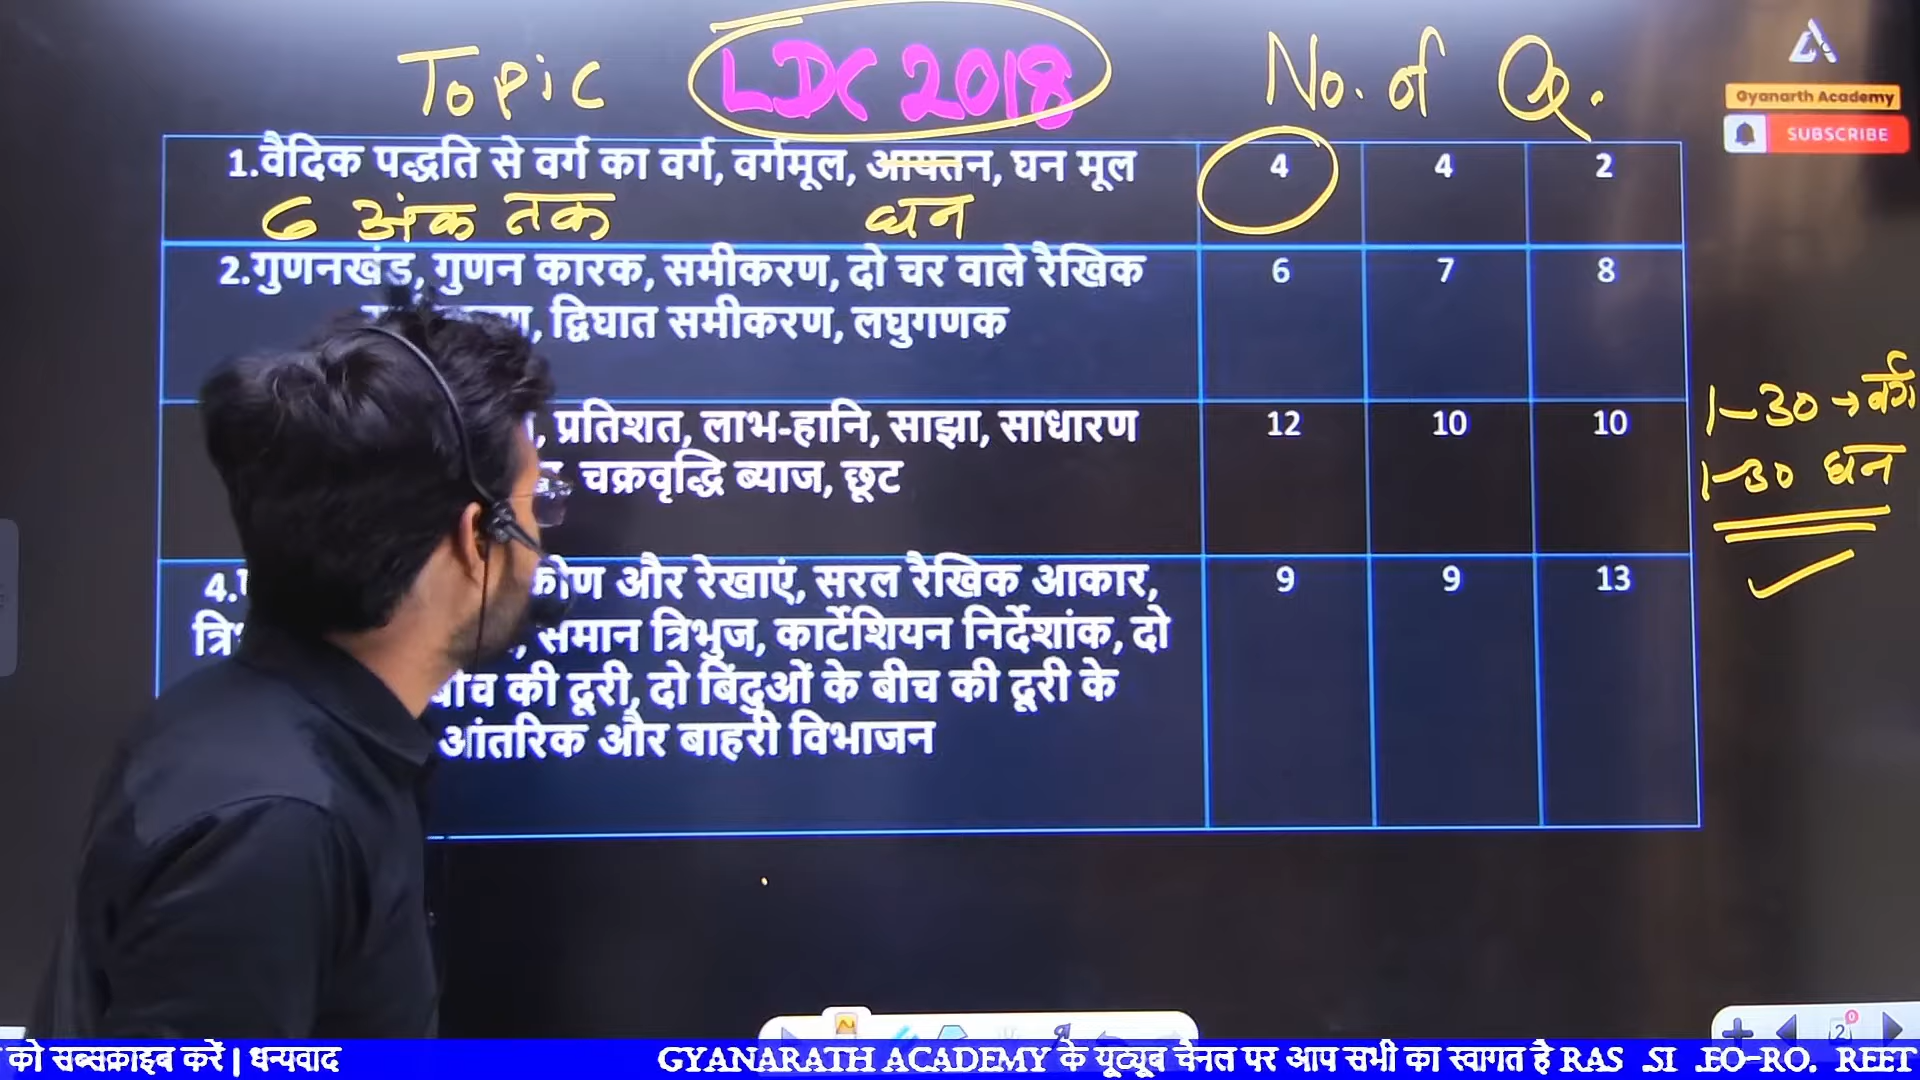 Topic LDC 2018 No. of Q.
Gyanarth Academy
SUBSCRIBE
1.वैदिक पद्धति से वर्ग का वर्ग, वर्गमूल, आयतन, घन मूल 4 4 2
6 अंक तक घन
2.गुणनखंड, गुणन कारक, समीकरण, दो चर वाले रैखिक 6 7 8
, द्विघात समीकरण, लघुगणक
1-30 → वर्ग
, प्रतिशत, लाभ-हानि, साझा, साधारण 12 10 10
1-30 घन
, चक्रवृद्धि ब्याज, छूट
4. कोण और रेखाएं, सरल रैखिक आकार, 9 9 13
, समान त्रिभुज, कार्टेशियन निर्देशांक, दो
बीच की दूरी, दो बिंदुओं के बीच की दूरी के
आंतरिक और बाहरी विभाजन
2
को सब्सक्राइब करें | धन्यवाद GYANARATH ACADEMY के यूट्यूब चैनल पर आप सभी का स्वागत है RAS .SI .EO-RO. REET